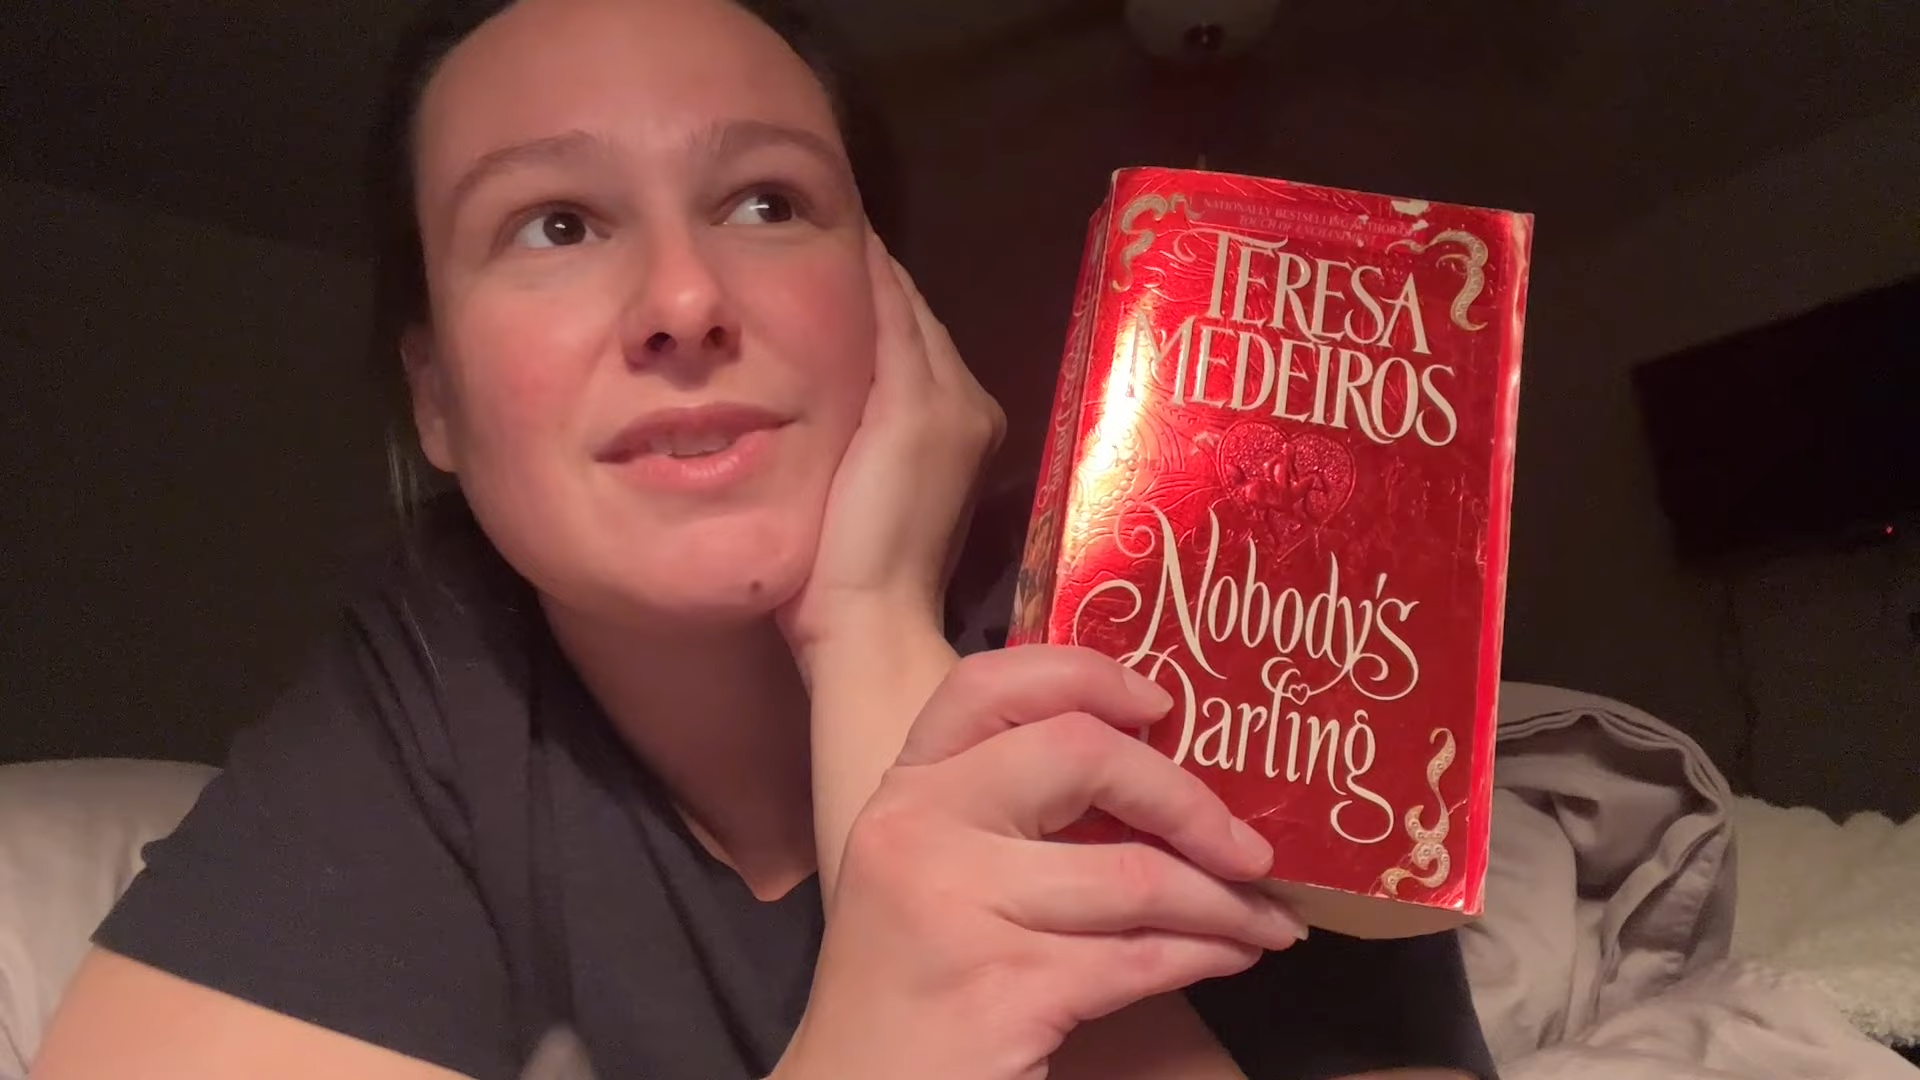 NATIONALLY BESTSELLING AUTHOR OF
TOUCH OF ENCHANTMENT
TERESA
MEDEIROS
Nobody's
Darling